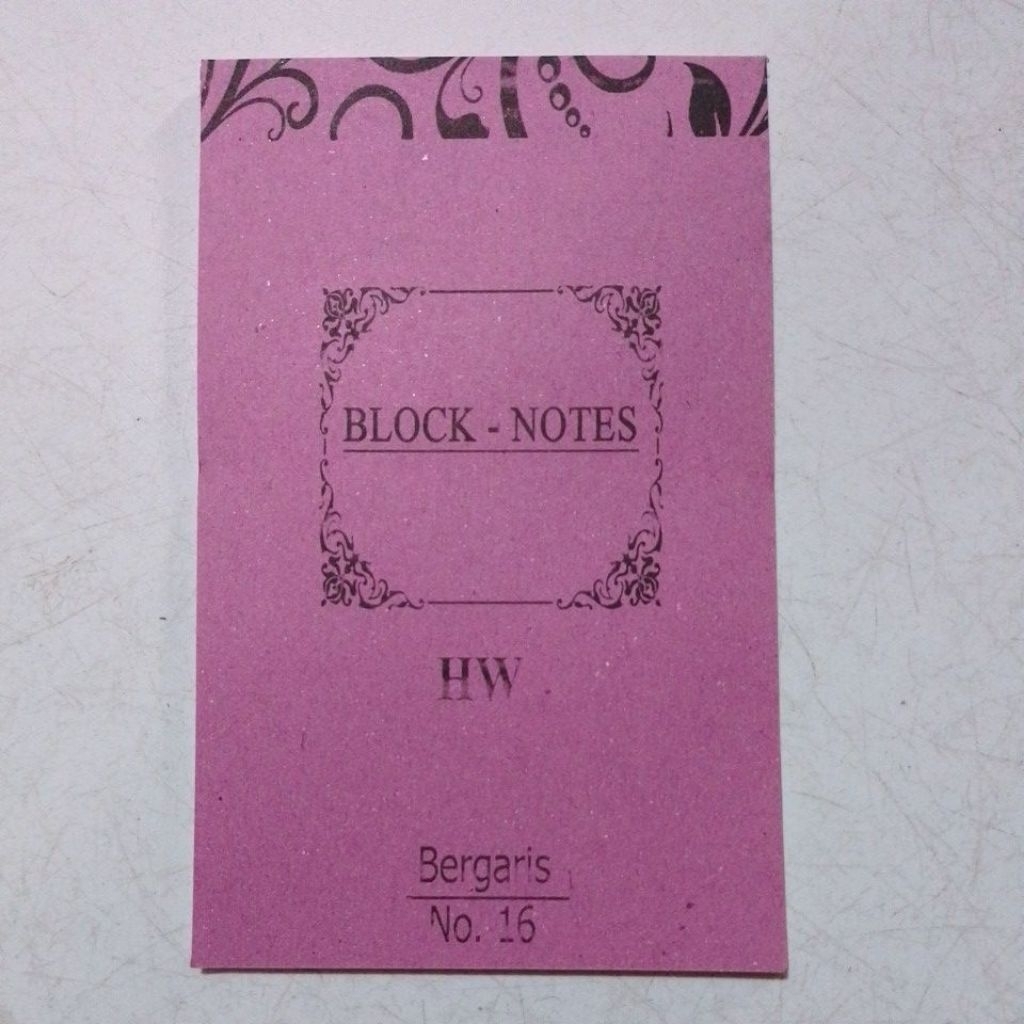 BLOCK - NOTES
HW
Bergaris
No. 16